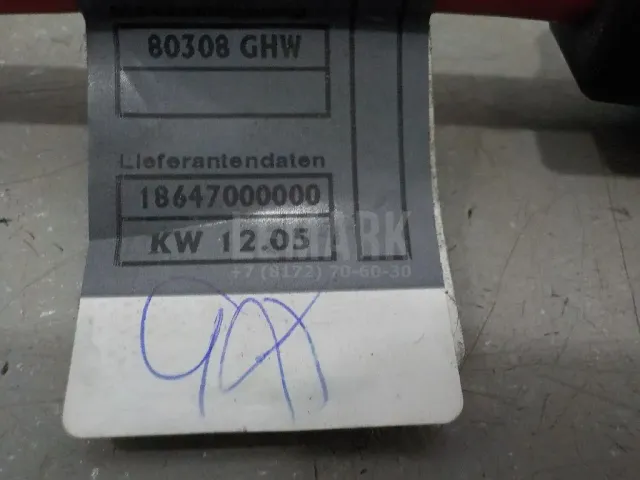 80308 GHW
Lieferantendaten
18647000000
KW 12.05
+7 (8172) 70-60-30